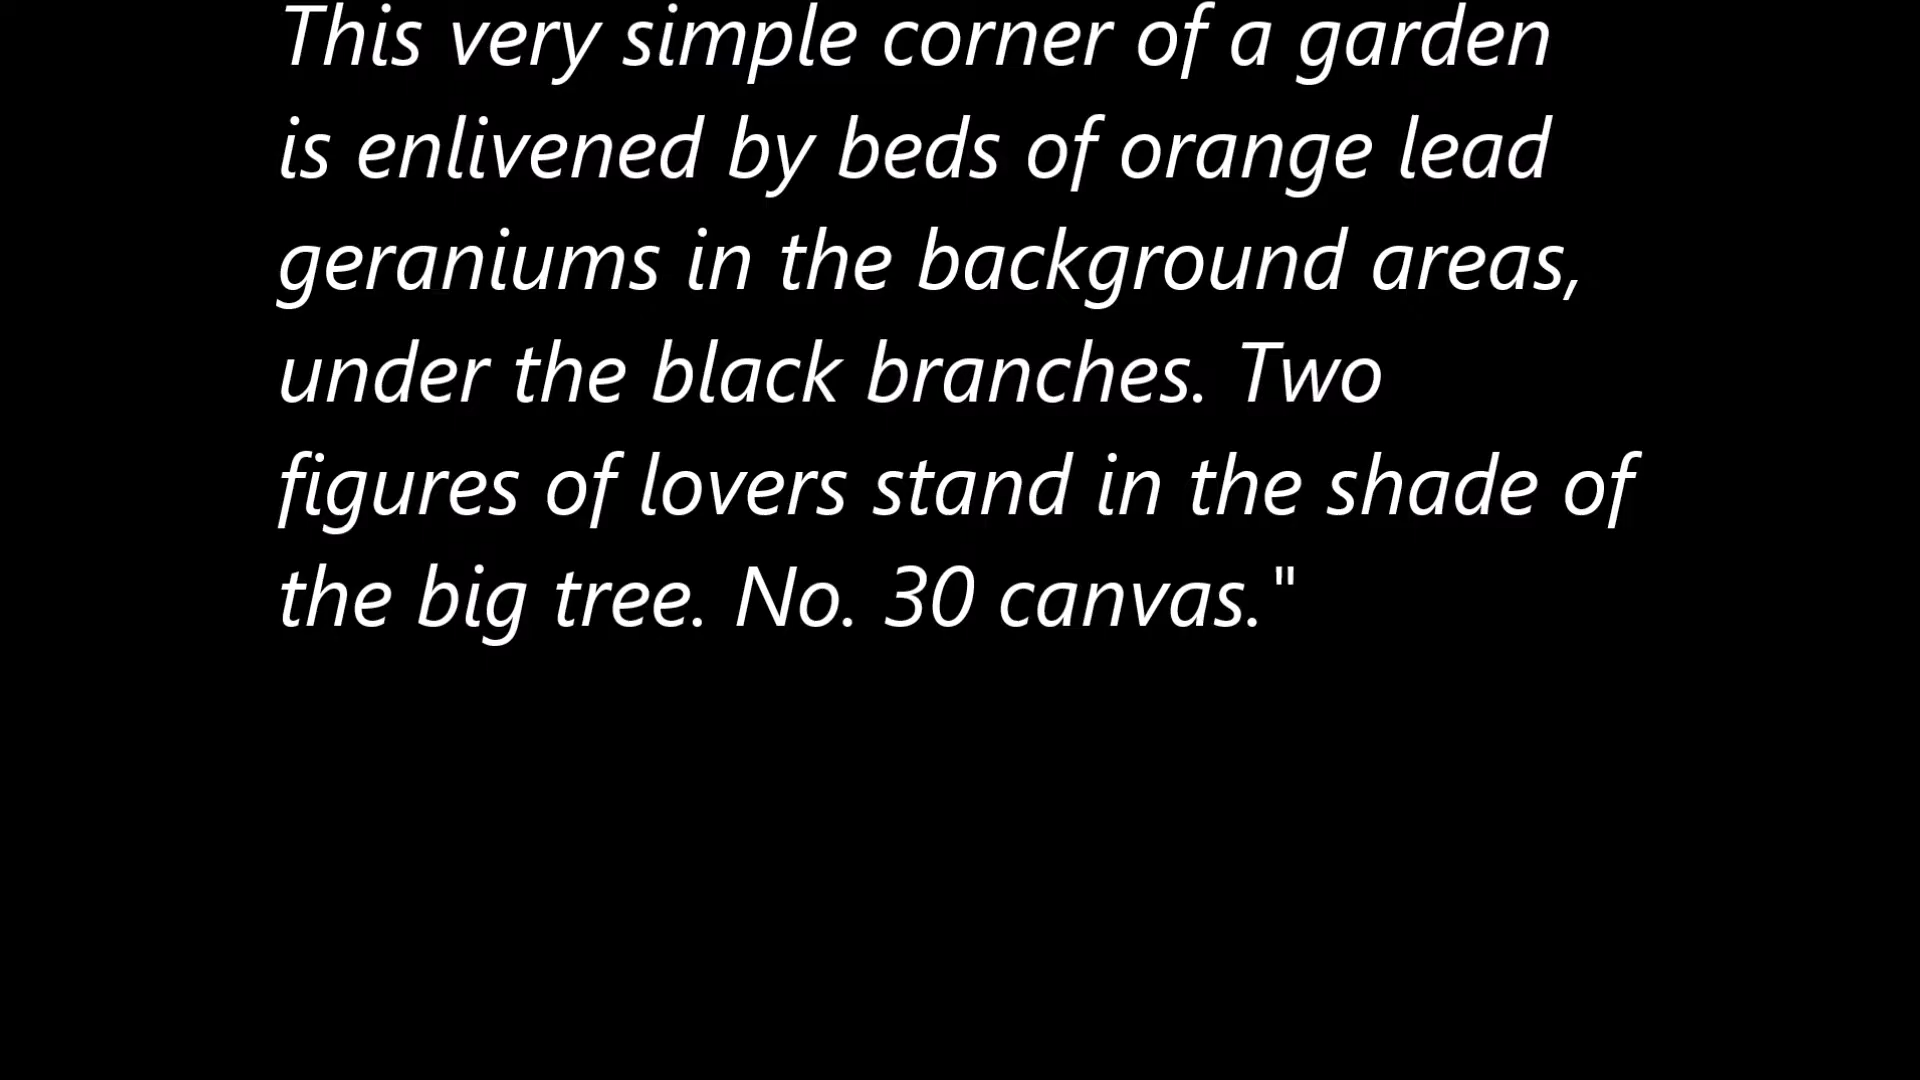 This very simple corner of a garden
is enlivened by beds of orange lead
geraniums in the background areas,
under the black branches. Two
figures of lovers stand in the shade of
the big tree. No. 30 canvas."